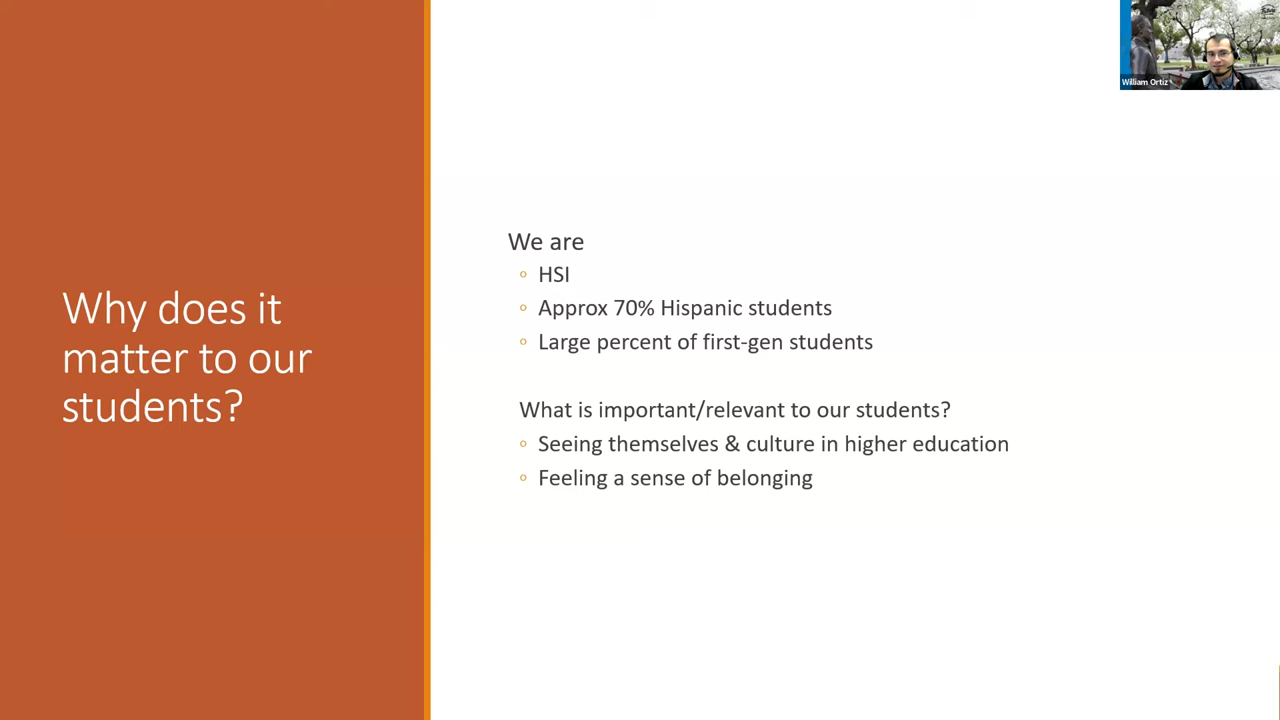 Why does it
matter to our
students?
We are
HSI
Approx 70% Hispanic students
Large percent of first-gen students
What is important/relevant to our students?
Seeing themselves & culture in higher education
Feeling a sense of belonging
William Ortiz